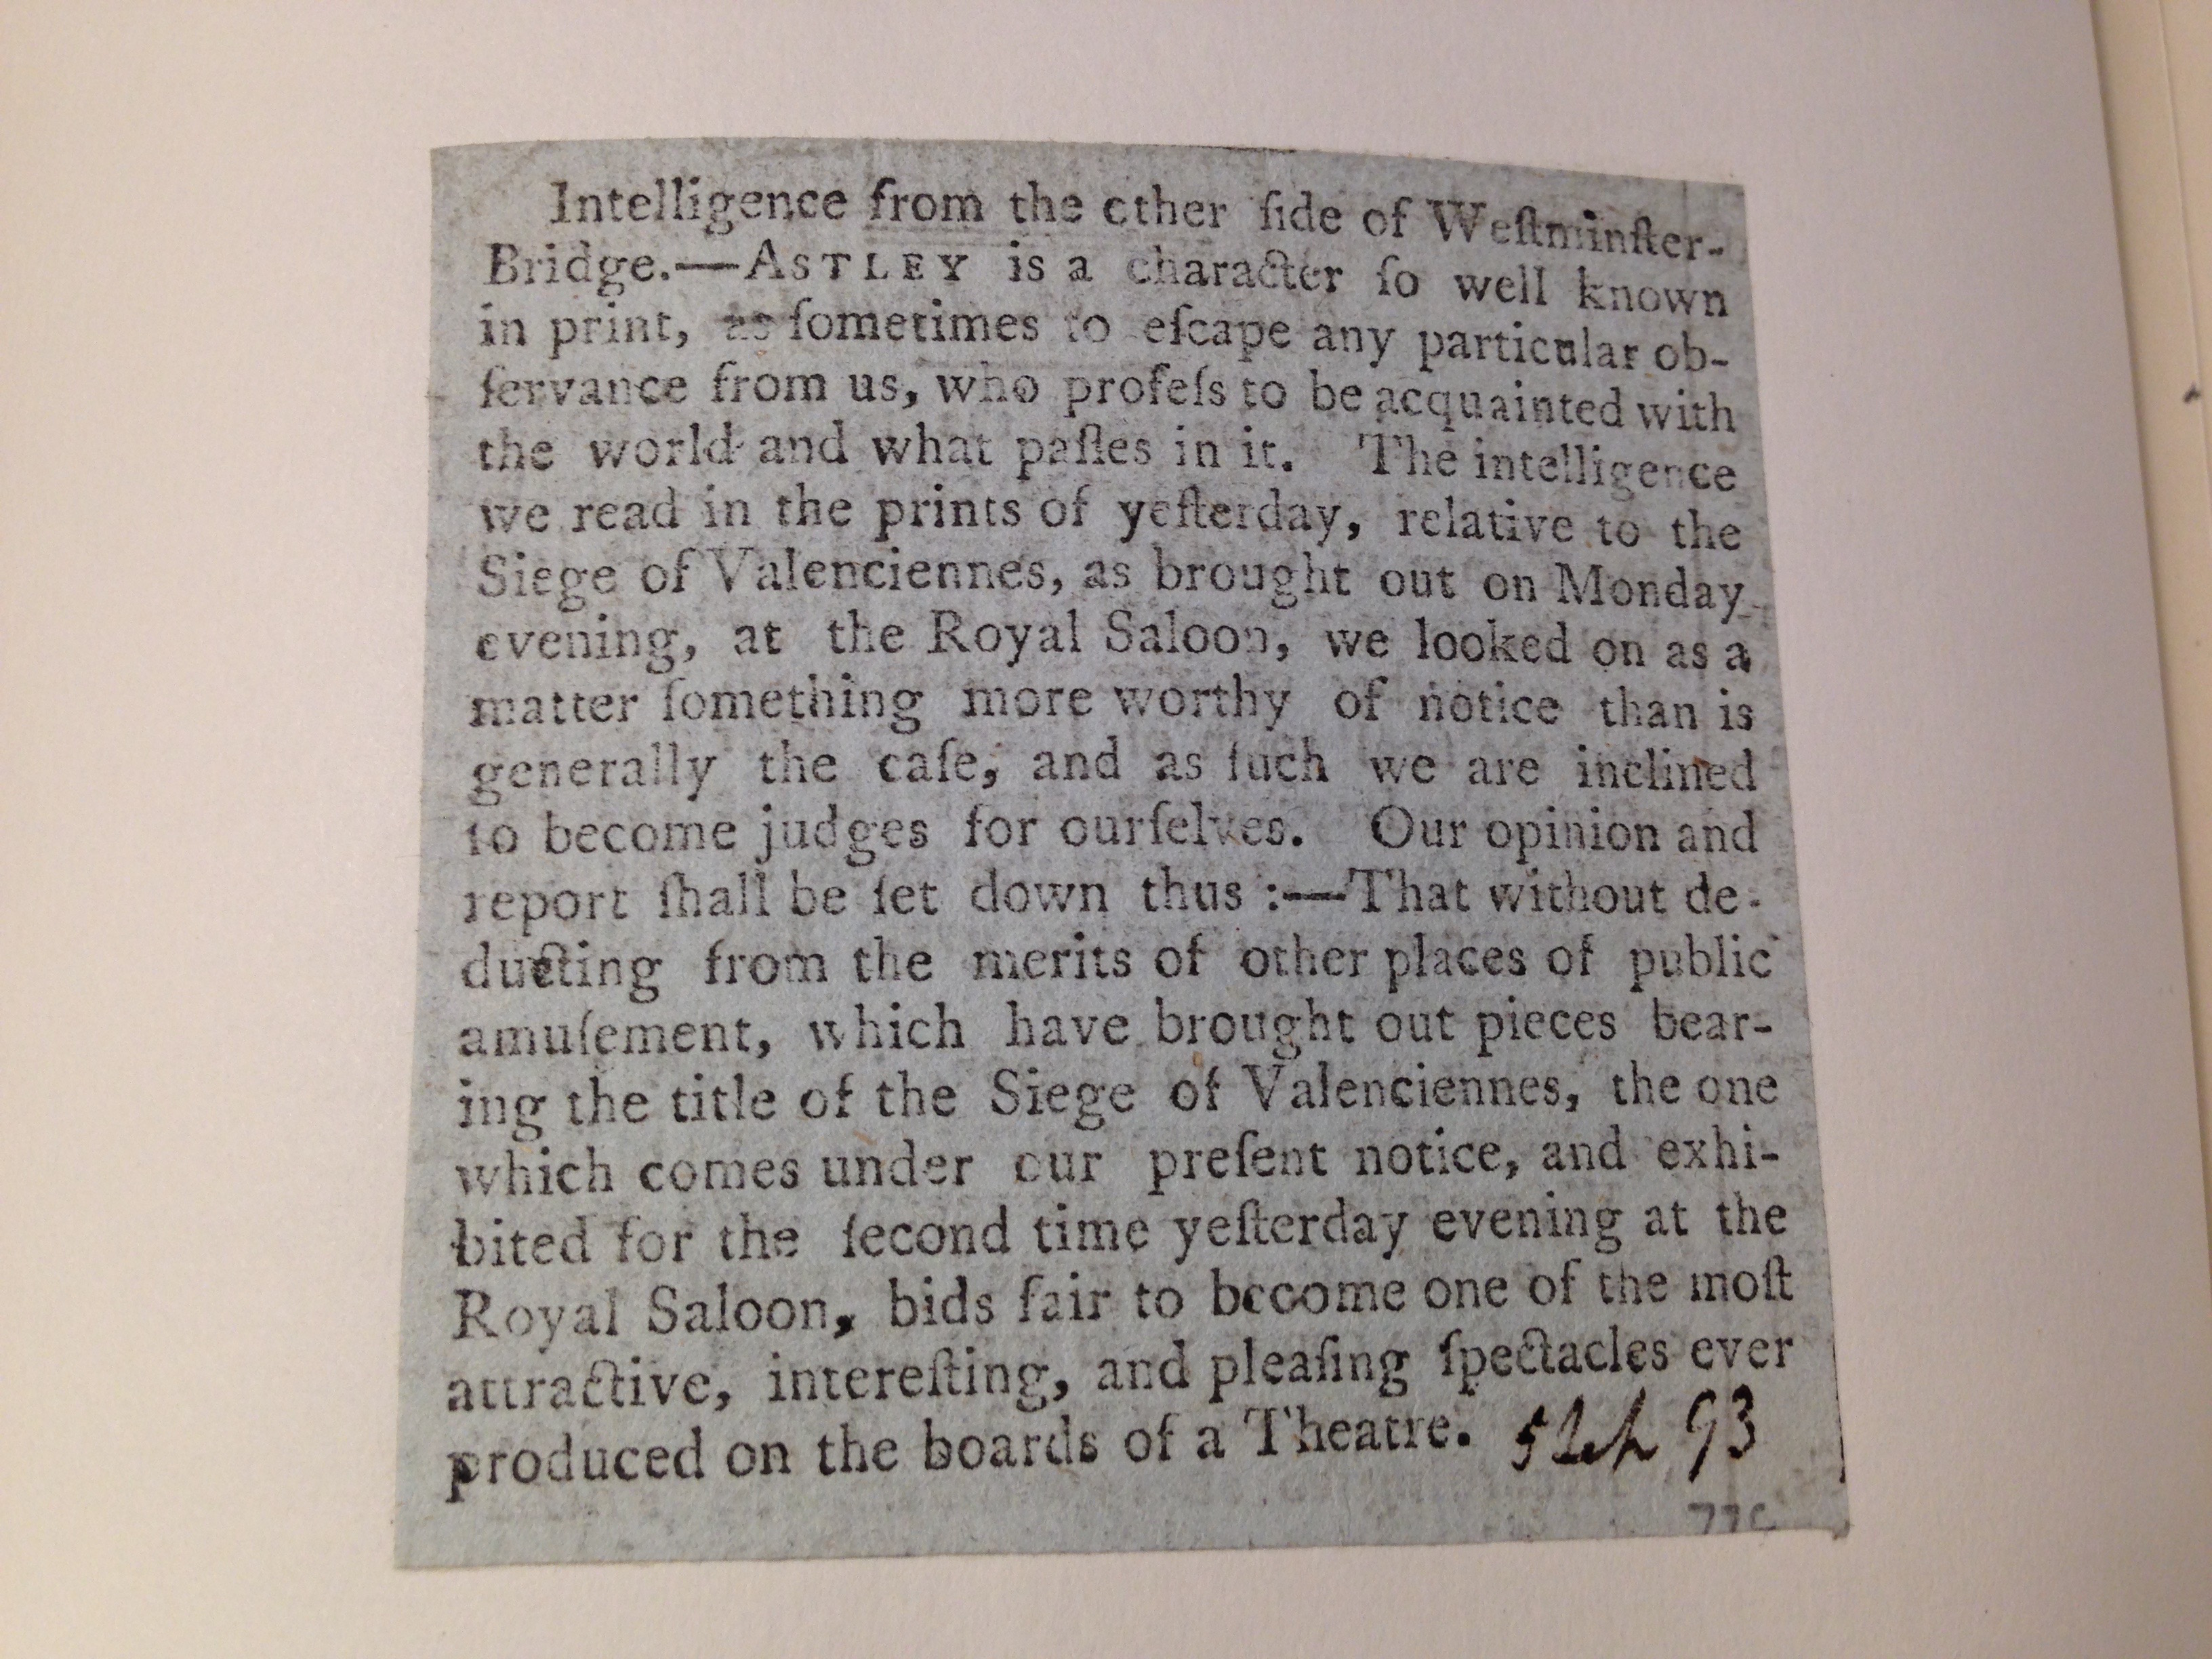 Intelligence from the other ſide of Weſtminſter-
Bridge.—ASTLEY is a character ſo well known
in print, as ſometimes to eſcape any particular ob-
ſervance from us, who profeſs to be acquainted with
the world and what paſſes in it. The intelligence
we read in the prints of yeſterday, relative to the
Siege of Valenciennes, as brought out on Monday
evening, at the Royal Saloon, we looked on as a
matter ſomething more worthy of notice than is
generally the caſe, and as ſuch we are inclined
to become judges for ourſelves. Our opinion and
report ſhall be ſet down thus :—That without de-
ducting from the merits of other places of public
amuſement, which have brought out pieces bear-
ing the title of the Siege of Valenciennes, the one
which comes under our preſent notice, and exhi-
bited for the ſecond time yeſterday evening at the
Royal Saloon, bids fair to become one of the moſt
attractive, intereſting, and pleaſing ſpectacles ever
produced on the boards of a Theatre.
93